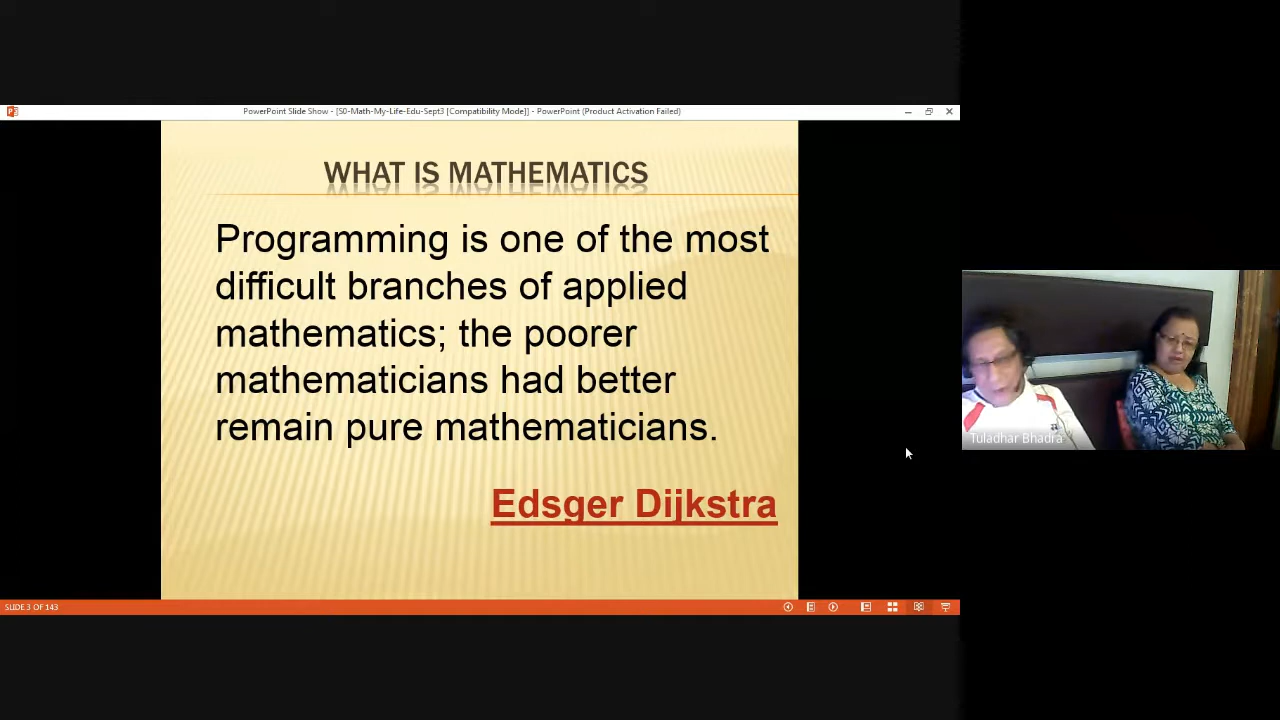 PowerPoint Slide Show - [S0-Math-My-Life-Edu-Sept3 [Compatibility Mode]] - PowerPoint (Product Activation Failed)
WHAT IS MATHEMATICS
Programming is one of the most
difficult branches of applied
mathematics; the poorer
mathematicians had better
remain pure mathematicians.
Edsger Dijkstra
Tuladhar Bhadra
SLIDE 3 OF 143